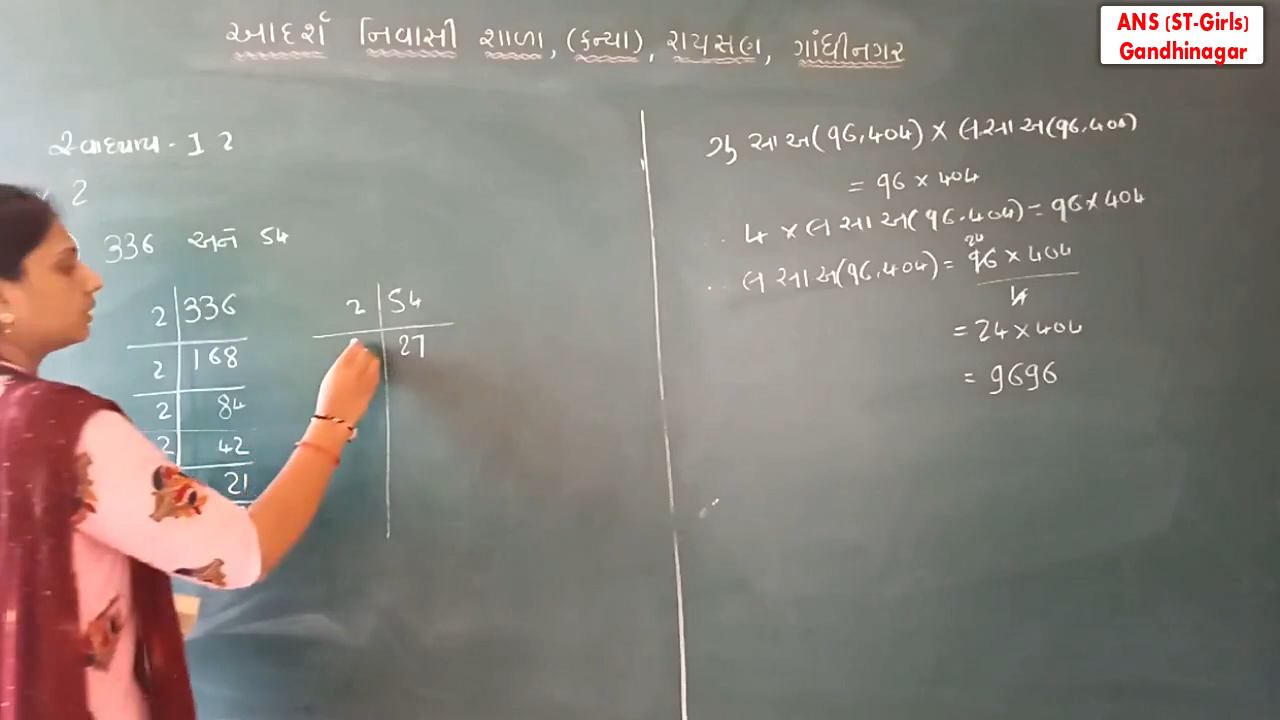 ANS (ST-Girls)
Gandhinagar
આદર્શ નિવાસી શાળા, (કન્યા), રાયસણ, ગાંધીનગર
સ્વાધ્યાય - 1 2
2
336 અને 54
2 | 336
2 | 168
2 | 84
2 | 42
21
2 | 54
27
ગુ સા અ (96, 404) × લ સા અ (96, 404)
= 96 × 404
∴ 4 × લ સા અ (96, 404) = 96 × 404
∴ લ સા અ (96, 404) = 24 96 × 404
4
= 24 × 404
= 9696